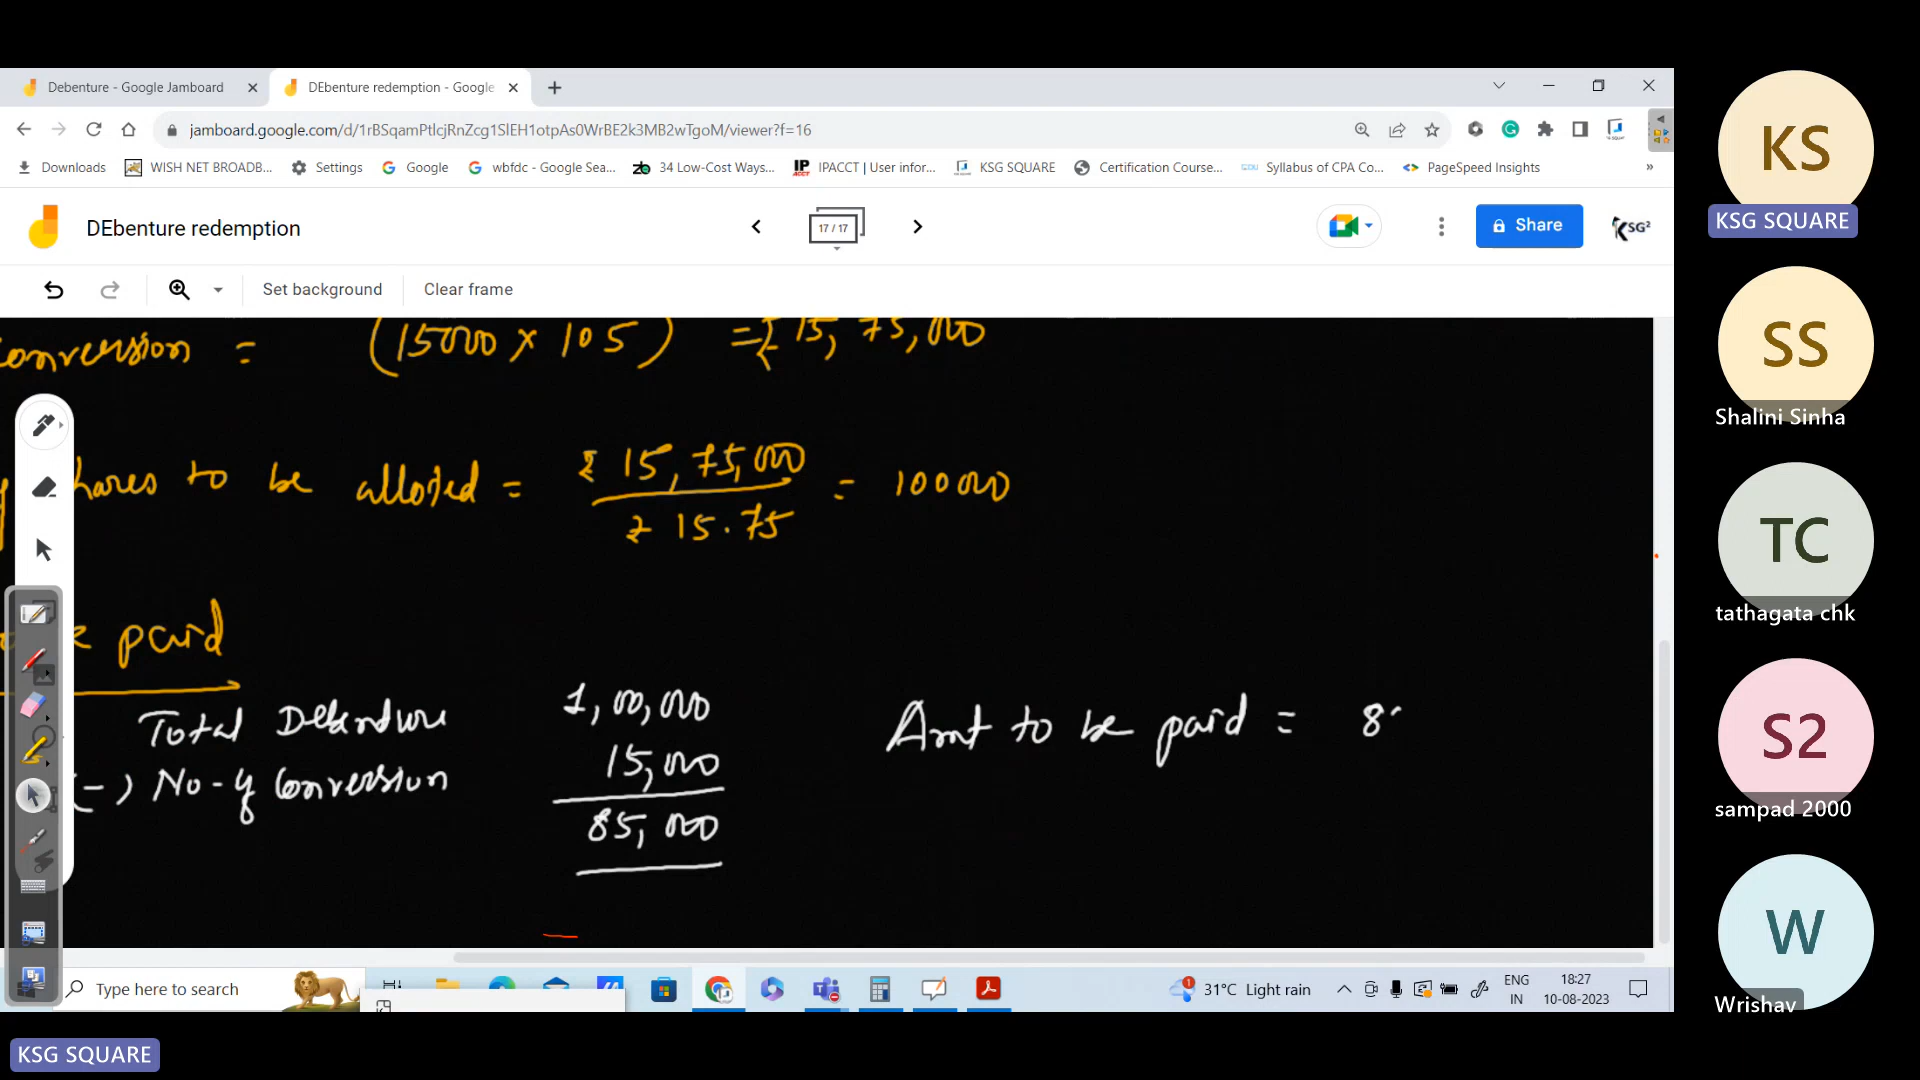 Debenture - Google Jamboard
DEbenture redemption - Google
jamboard.google.com/d/1rBSqamPtlcjRnZcg1SlEH1otpAs0WrBE2k3MB2wTgoM/viewer?f=16
Downloads WISH NET BROADB... Settings Google wbfdc - Google Sea... 34 Low-Cost Ways... IPACCT | User infor... KSG SQUARE Certification Course... Syllabus of CPA Co... PageSpeed Insights »
DEbenture redemption
17 / 17
Share
KSG²
Set background
Clear frame
onversion = (15000 x 105) = ₹ 15,75,000
hares to be alloted = ₹ 15,75,000 = 100000
₹ 15.75
paid
Total Debenture 1,00,000
(-) No-of Conversion 15,000
85,000
Amt to be paid = 8
Type here to search
31°C Light rain
ENG
IN
18:27
10-08-2023
KS
KSG SQUARE
SS
Shalini Sinha
TC
tathagata chk
S2
sampad 2000
W
Wrishav
KSG SQUARE